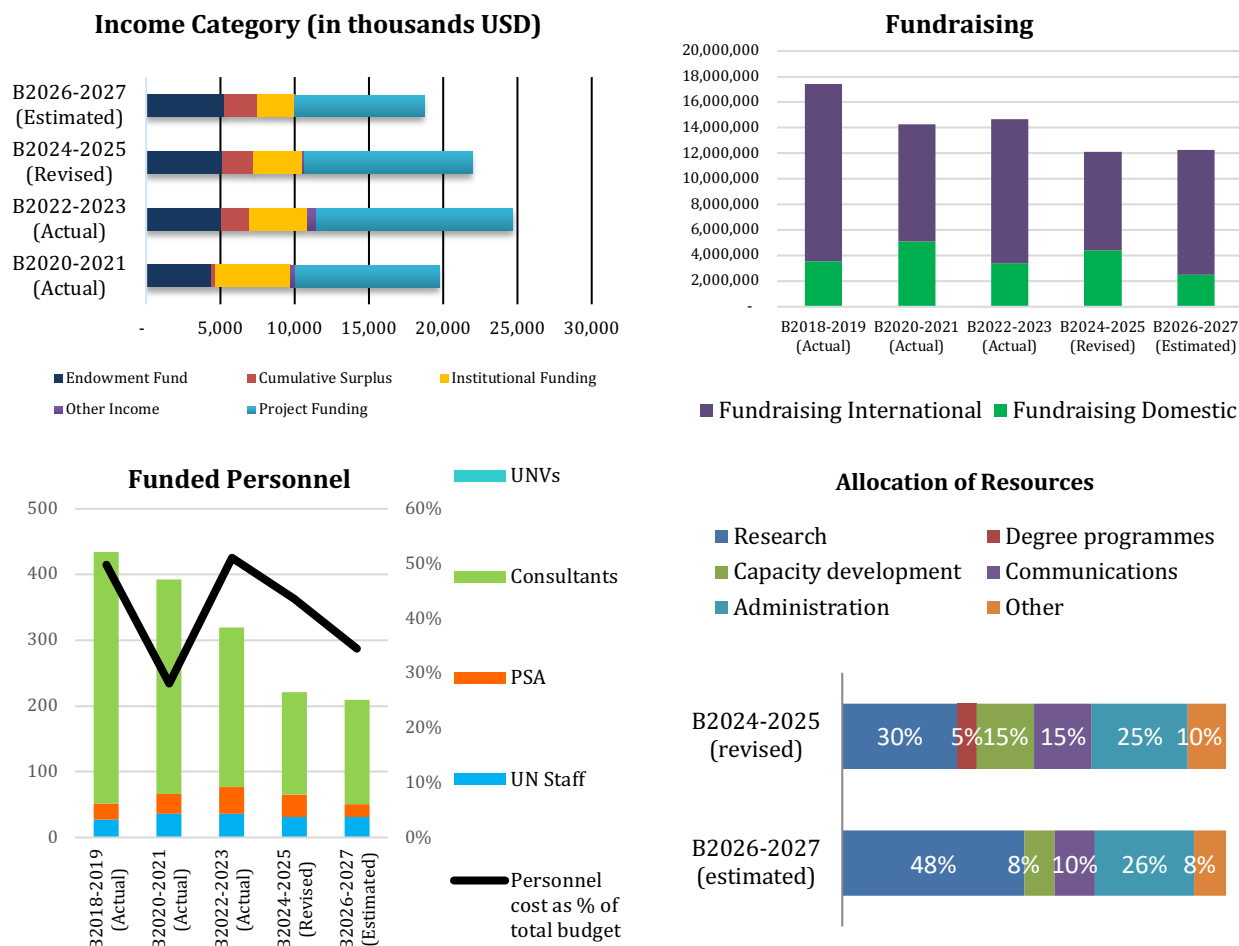 Income Category (in thousands USD)
B2026-2027
(Estimated)
B2024-2025
(Revised)
B2022-2023
(Actual)
B2020-2021
(Actual)
-
5,000
10,000
15,000
20,000
25,000
30,000
Endowment Fund
Cumulative Surplus
Institutional Funding
Other Income
Project Funding
Fundraising
20,000,000
18,000,000
16,000,000
14,000,000
12,000,000
10,000,000
8,000,000
6,000,000
4,000,000
2,000,000
-
B2018-2019
(Actual)
B2020-2021
(Actual)
B2022-2023
(Actual)
B2024-2025
(Revised)
B2026-2027
(Estimated)
Fundraising International
Fundraising Domestic
Funded Personnel
500
400
300
200
100
0
60%
50%
40%
30%
20%
10%
0%
B2018-2019
(Actual)
B2020-2021
(Actual)
B2022-2023
(Actual)
B2024-2025
(Revised)
B2026-2027
(Estimated)
UNVs
Consultants
PSA
UN Staff
Personnel
cost as % of
total budget
Allocation of Resources
Research
Degree programmes
Capacity development
Communications
Administration
Other
B2024-2025
(revised)
30%
5%
15%
15%
25%
10%
B2026-2027
(estimated)
48%
8%
10%
26%
8%